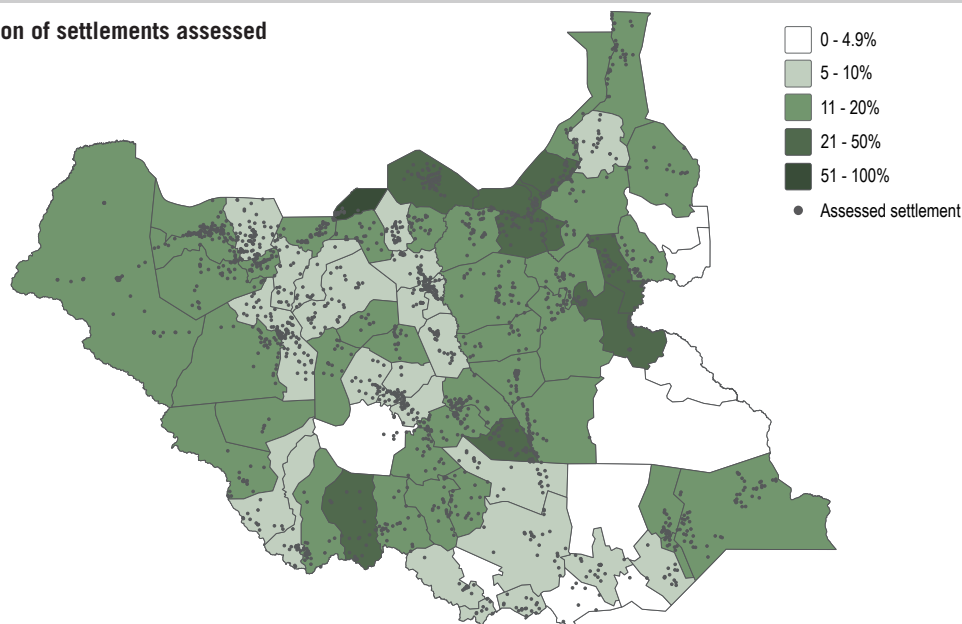 on of settlements assessed
0 - 4.9%
5 - 10%
11 - 20%
21 - 50%
51 - 100%
Assessed settlement